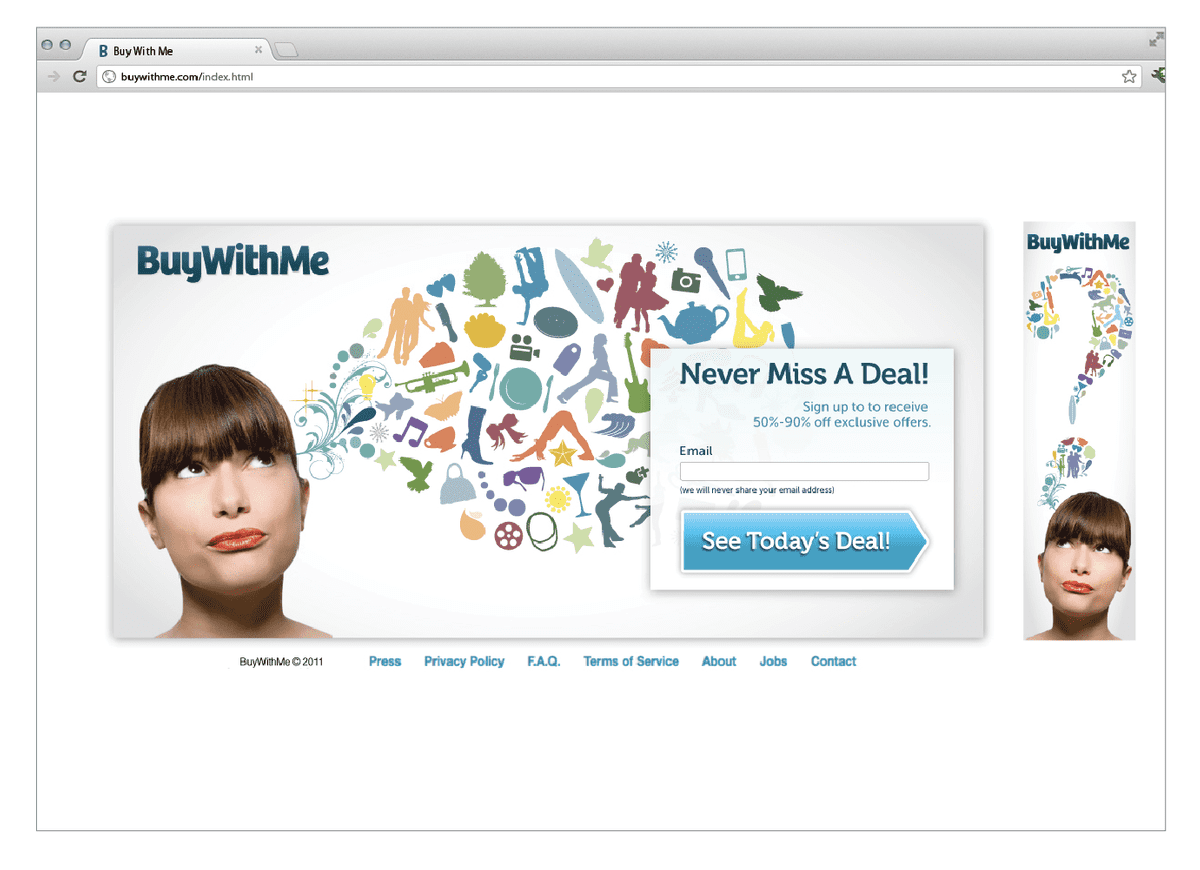 B Buy With Me
buywithme.com/index.html
BuyWithMe
Never Miss A Deal!
Sign up to to receive
50%-90% off exclusive offers.
Email
(we will never share your email address)
See Today's Deal!
BuyWithMe
BuyWithMe © 2011 Press Privacy Policy F.A.Q. Terms of Service About Jobs Contact